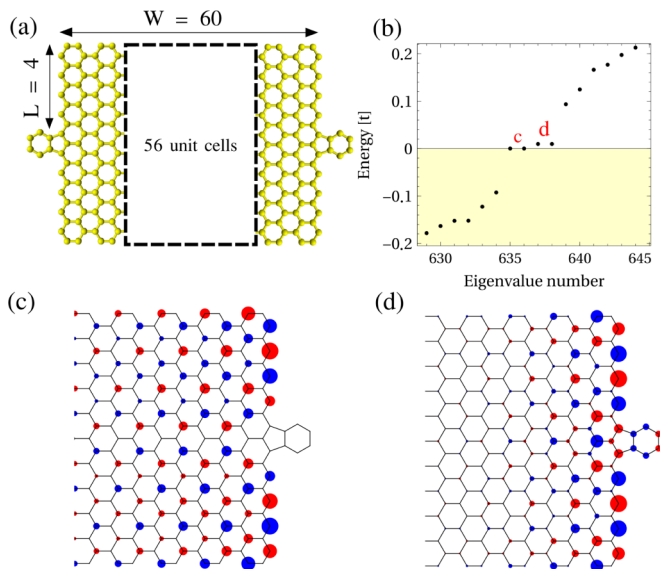 (a)
W = 60
L = 4
56 unit cells
(b)
0.2
0.1
0
−0.1
−0.2
Energy [t]
c
d
630
635
640
645
Eigenvalue number
(c)
(d)